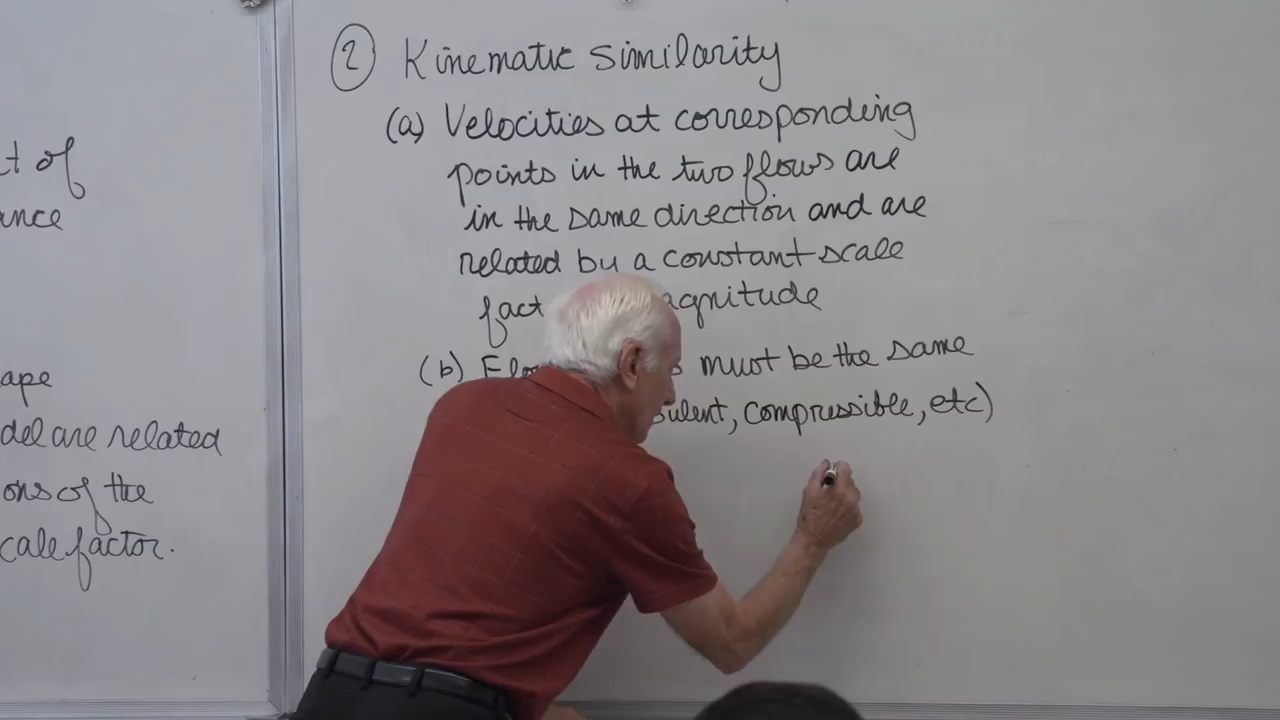 t of
ance
ape
del are related
ons of the
cale factor.
2 Kinematic similarity
(a) Velocities at corresponding
points in the two flows are
in the same direction and are
related by a constant scale
fact agnitude
(b) Flo s must be the same
ulent, compressible, etc)